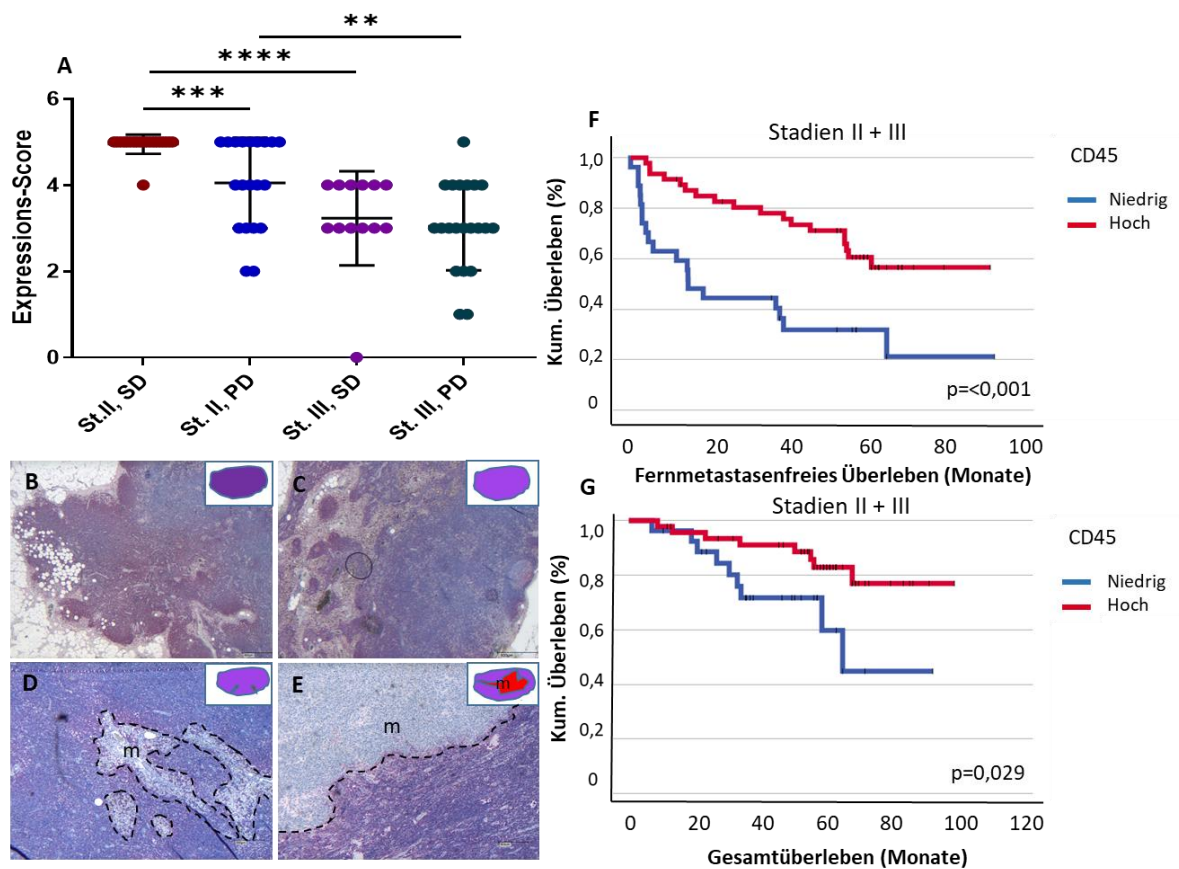 **
****
A
***
6
4
2
0
Expressions-Score
St.II, SD
St. II, PD
St. III, SD
St. III, PD
B
C
D
m
E
m
m
F
Stadien II + III
CD45
Niedrig
Hoch
1,0
0,8
0,6
0,4
0,2
0
Kum. Überleben (%)
p=<0,001
0 20 40 60 80 100
Fernmetastasenfreies Überleben (Monate)
G
Stadien II + III
CD45
Niedrig
Hoch
1,0
0,8
0,6
0,4
0,2
0
Kum. Überleben (%)
p=0,029
0 20 40 60 80 100 120
Gesamtüberleben (Monate)